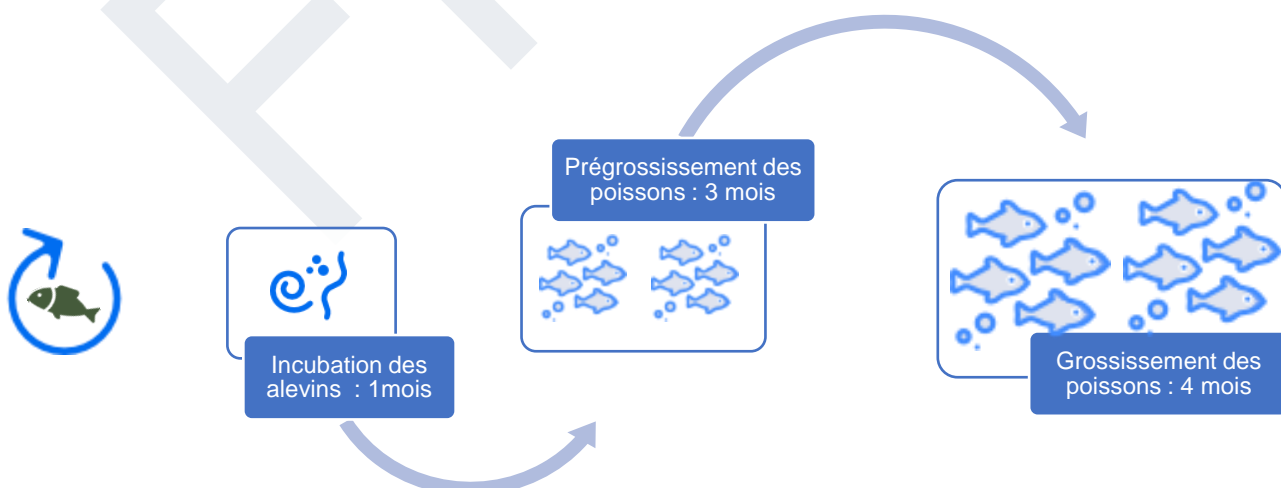 Prégrossissement des
poissons : 3 mois
Incubation des
alevins  : 1mois
Grossissement des
poissons : 4 mois